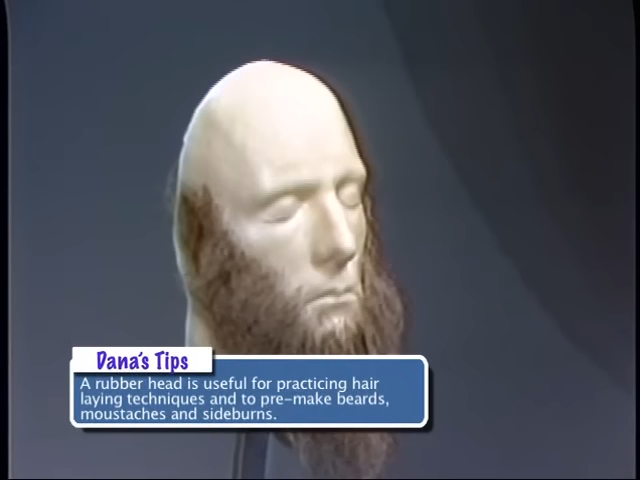 Dana's Tips
A rubber head is useful for practicing hair
laying techniques and to pre-make beards,
moustaches and sideburns.